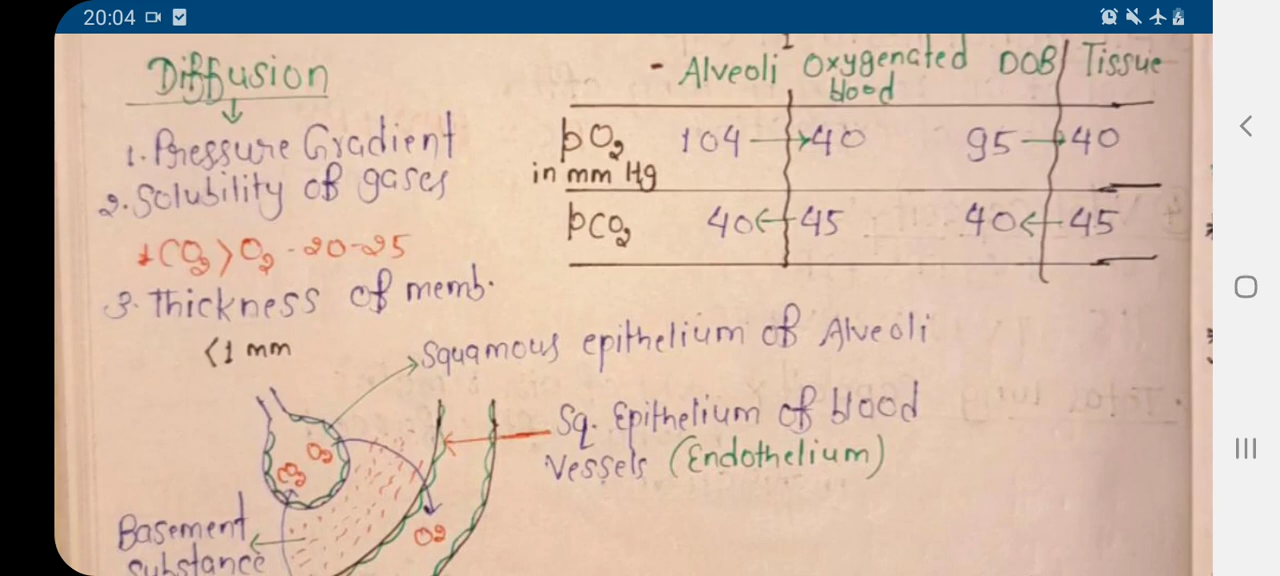 20:04
Diffusion
1. Pressure Gradient
2. Solubility of gases
*CO2 > O2 - 20-25
3. Thickness of memb.
<1 mm
- Alveoli Oxygenated blood DOB/ Tissue
pO2 in mm Hg 104 → 40 95 → 40
pCO2 40 ← 45 40 ← 45
Squamous epithelium of Alveoli
Sq. Epithelium of blood
Vessels (Endothelium)
O2
CO2
O2
Basement
substance